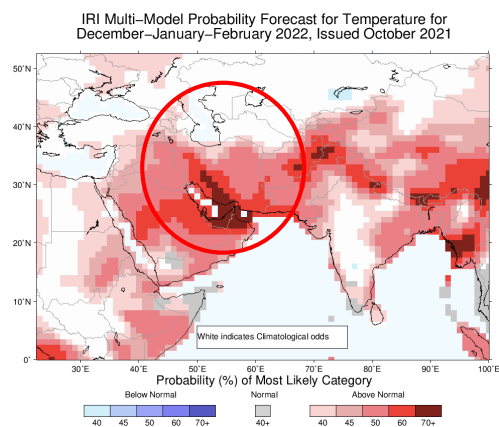 IRI Multi−Model Probability Forecast for Temperature for
December−January−February 2022, Issued October 2021
50˚N
40˚N
30˚N
20˚N
10˚N
White indicates Climatological odds
0˚
30˚E 40˚E 50˚E 60˚E 70˚E 80˚E 90˚E 100˚E
Probability (%) of Most Likely Category
Below Normal Normal Above Normal
40 45 50 60 70+ 40+ 40 45 50 60 70+